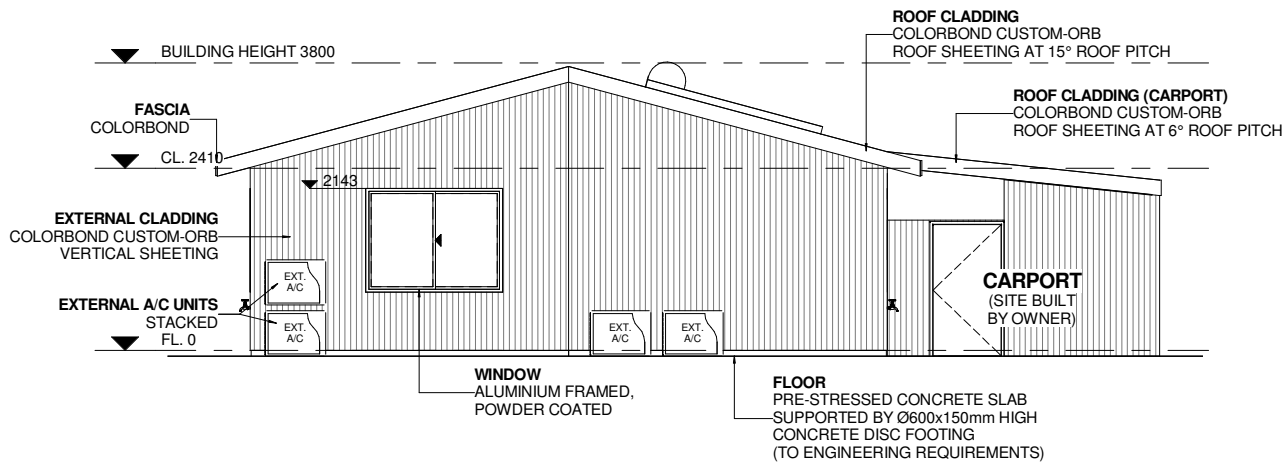 ROOF CLADDING
COLORBOND CUSTOM-ORB
ROOF SHEETING AT 15° ROOF PITCH
BUILDING HEIGHT 3800
ROOF CLADDING (CARPORT)
COLORBOND CUSTOM-ORB
ROOF SHEETING AT 6° ROOF PITCH
FASCIA
COLORBOND
CL. 2410
2143
EXTERNAL CLADDING
COLORBOND CUSTOM-ORB
VERTICAL SHEETING
EXT.
A/C
EXTERNAL A/C UNITS
STACKED
FL. 0
EXT.
A/C
EXT.
A/C
EXT.
A/C
CARPORT
(SITE BUILT
BY OWNER)
WINDOW
ALUMINIUM FRAMED,
POWDER COATED
FLOOR
PRE-STRESSED CONCRETE SLAB
SUPPORTED BY Ø600x150mm HIGH
CONCRETE DISC FOOTING
(TO ENGINEERING REQUIREMENTS)